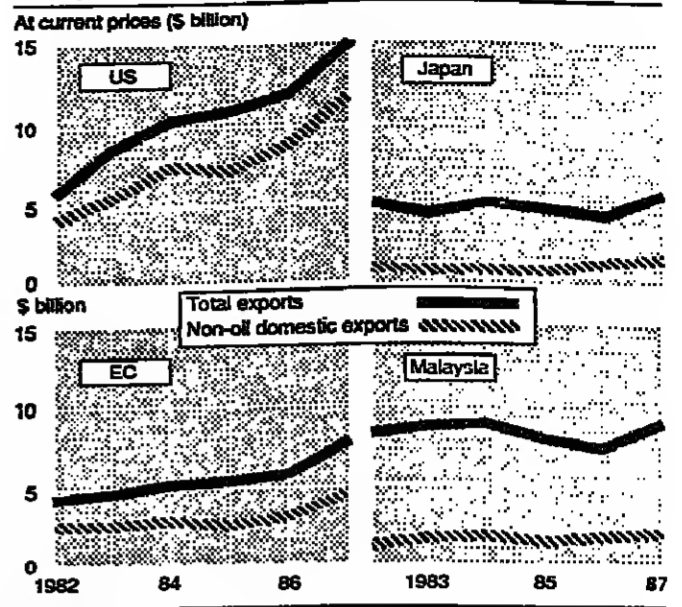 At current prices ($ billion)
15
US
Japan
10
5
0
$ billion
Total exports
Non-oil domestic exports
15
EC
Malaysia
10
5
0
1982 84 86 1983 85 87